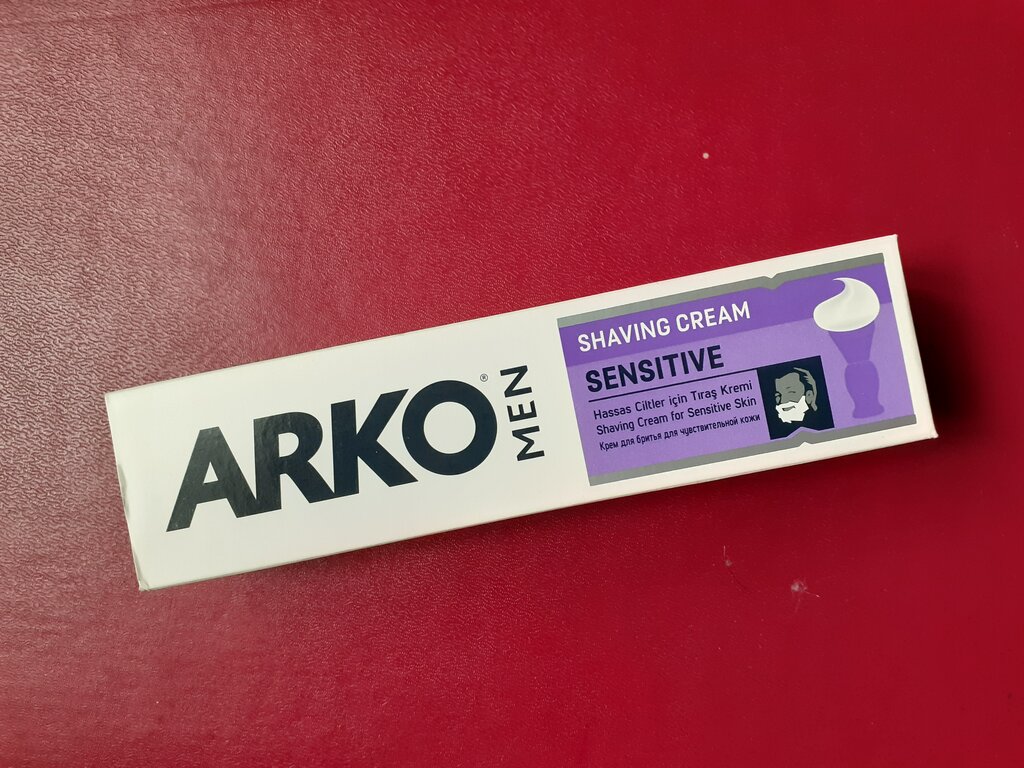 ARKO®
MEN
SHAVING CREAM
SENSITIVE
Hassas Ciltler için Tıraş Kremi
Shaving Cream for Sensitive Skin
Крем для бритья для чувствительной кожи